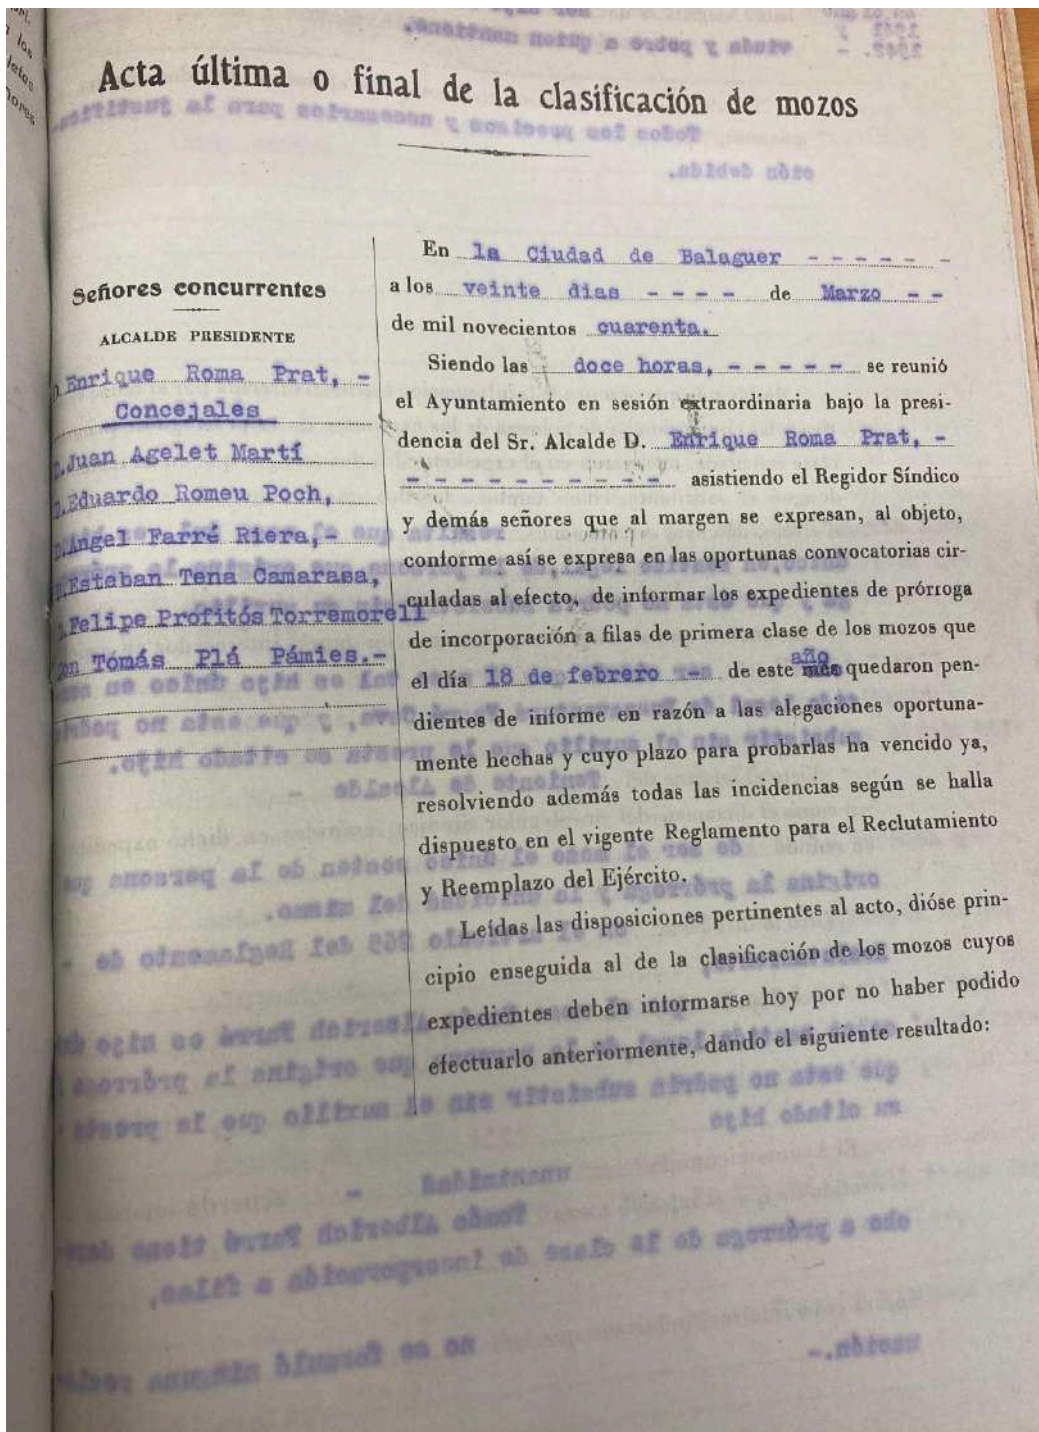 Acta última o final de la clasificación de mozos
Señores concurrentes
ALCALDE PRESIDENTE
Enrique Roma Prat, -
Concejales
D.Juan Agelet Martí
D.Eduardo Romeu Poch,
D.Angel Farré Riera,-
D.Esteban Tena Camarasa,
Felipe Profitós Torremorell
Don Tomás Plá Pámies.-
En la Ciudad de Balaguer - - - - - -
a los veinte dias - - - - de Marzo - -
de mil novecientos cuarenta.
Siendo las doce horas, - - - - - se reunió
el Ayuntamiento en sesión extraordinaria bajo la presi-
dencia del Sr. Alcalde D. Enrique Roma Prat, -
- - - - - - - - - - asistiendo el Regidor Síndico
y demás señores que al margen se expresan, al objeto,
conforme así se expresa en las oportunas convocatorias cir-
culadas al efecto, de informar los expedientes de prórroga
de incorporación a filas de primera clase de los mozos que
el día 18 de febrero - - de este mes año quedaron pen-
dientes de informe en razón a las alegaciones oportuna-
mente hechas y cuyo plazo para probarlas ha vencido ya,
resolviendo además todas las incidencias según se halla
dispuesto en el vigente Reglamento para el Reclutamiento
y Reemplazo del Ejército.
Leídas las disposiciones pertinentes al acto, dióse prin-
cipio enseguida al de la clasificación de los mozos cuyos
expedientes deben informarse hoy por no haber podido
efectuarlo anteriormente, dando el siguiente resultado: